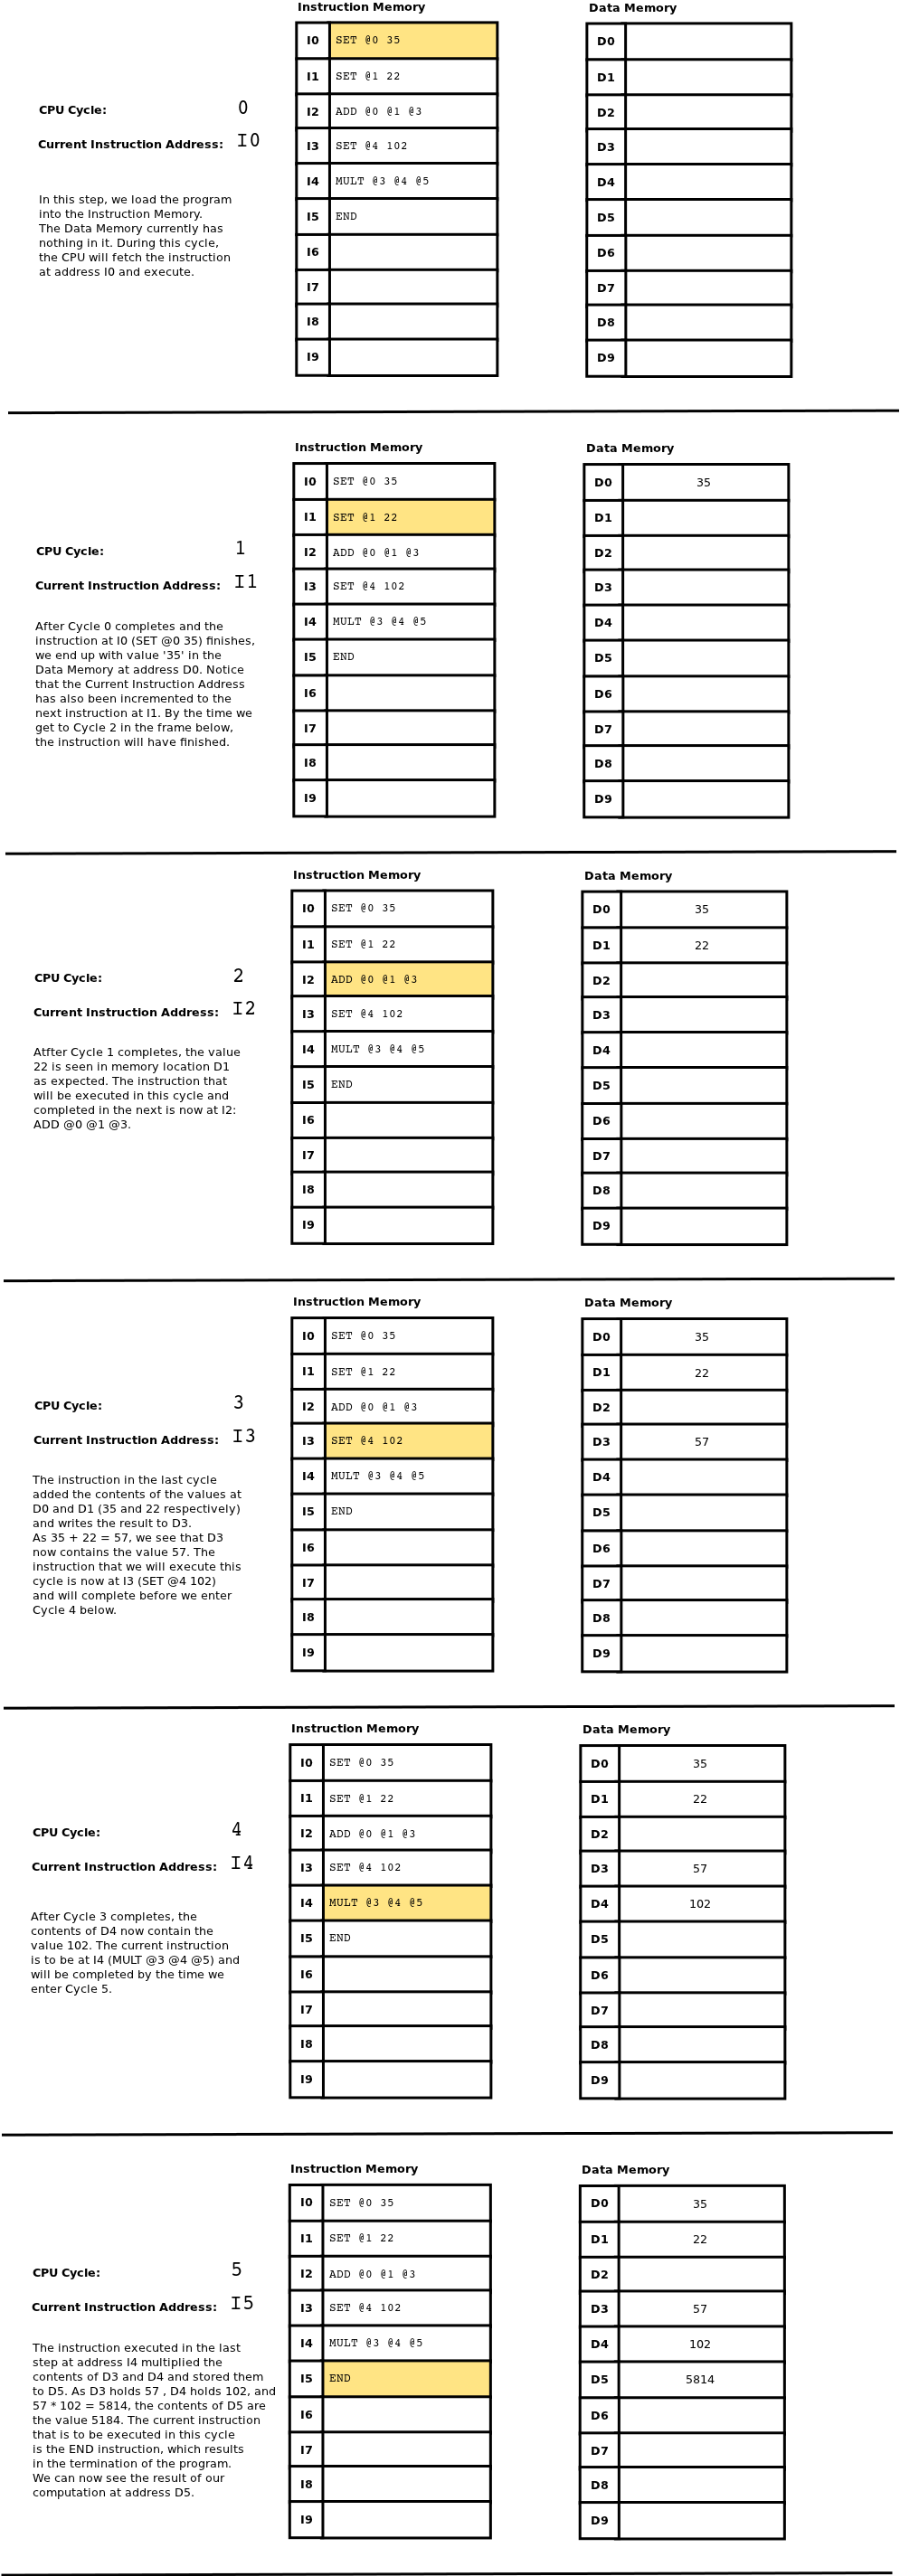 Instruction Memory
Data Memory
I0 SET @0 35
D0
I1 SET @1 22
D1
CPU Cycle: 0
I2 ADD @0 @1 @3
D2
Current Instruction Address: I0
I3 SET @4 102
D3
I4 MULT @3 @4 @5
D4
I5 END
D5
I6
D6
I7
D7
I8
D8
I9
D9
In this step, we load the program
into the Instruction Memory.
The Data Memory currently has
nothing in it. During this cycle,
the CPU will fetch the instruction
at address I0 and execute.
Instruction Memory
Data Memory
I0 SET @0 35
D0 35
I1 SET @1 22
D1
CPU Cycle: 1
I2 ADD @0 @1 @3
D2
Current Instruction Address: I1
I3 SET @4 102
D3
I4 MULT @3 @4 @5
D4
I5 END
D5
I6
D6
I7
D7
I8
D8
I9
D9
After Cycle 0 completes and the
instruction at I0 (SET @0 35) finishes,
we end up with value '35' in the
Data Memory at address D0. Notice
that the Current Instruction Address
has also been incremented to the
next instruction at I1. By the time we
get to Cycle 2 in the frame below,
the instruction will have finished.
Instruction Memory
Data Memory
I0 SET @0 35
D0 35
I1 SET @1 22
D1 22
CPU Cycle: 2
I2 ADD @0 @1 @3
D2
Current Instruction Address: I2
I3 SET @4 102
D3
I4 MULT @3 @4 @5
D4
I5 END
D5
I6
D6
I7
D7
I8
D8
I9
D9
Atfter Cycle 1 completes, the value
22 is seen in memory location D1
as expected. The instruction that
will be executed in this cycle and
completed in the next is now at I2:
ADD @0 @1 @3.
Instruction Memory
Data Memory
I0 SET @0 35
D0 35
I1 SET @1 22
D1 22
CPU Cycle: 3
I2 ADD @0 @1 @3
D2
Current Instruction Address: I3
I3 SET @4 102
D3 57
I4 MULT @3 @4 @5
D4
I5 END
D5
I6
D6
I7
D7
I8
D8
I9
D9
The instruction in the last cycle
added the contents of the values at
D0 and D1 (35 and 22 respectively)
and writes the result to D3.
As 35 + 22 = 57, we see that D3
now contains the value 57. The
instruction that we will execute this
cycle is now at I3 (SET @4 102)
and will complete before we enter
Cycle 4 below.
Instruction Memory
Data Memory
I0 SET @0 35
D0 35
I1 SET @1 22
D1 22
CPU Cycle: 4
I2 ADD @0 @1 @3
D2
Current Instruction Address: I4
I3 SET @4 102
D3 57
I4 MULT @3 @4 @5
D4 102
I5 END
D5
I6
D6
I7
D7
I8
D8
I9
D9
After Cycle 3 completes, the
contents of D4 now contain the
value 102. The current instruction
is to be at I4 (MULT @3 @4 @5) and
will be completed by the time we
enter Cycle 5.
Instruction Memory
Data Memory
I0 SET @0 35
D0 35
I1 SET @1 22
D1 22
CPU Cycle: 5
I2 ADD @0 @1 @3
D2
Current Instruction Address: I5
I3 SET @4 102
D3 57
I4 MULT @3 @4 @5
D4 102
I5 END
D5 5814
I6
D6
I7
D7
I8
D8
I9
D9
The instruction executed in the last
step at address I4 multiplied the
contents of D3 and D4 and stored them
to D5. As D3 holds 57 , D4 holds 102, and
57 * 102 = 5814, the contents of D5 are
the value 5184. The current instruction
that is to be executed in this cycle
is the END instruction, which results
in the termination of the program.
We can now see the result of our
computation at address D5.